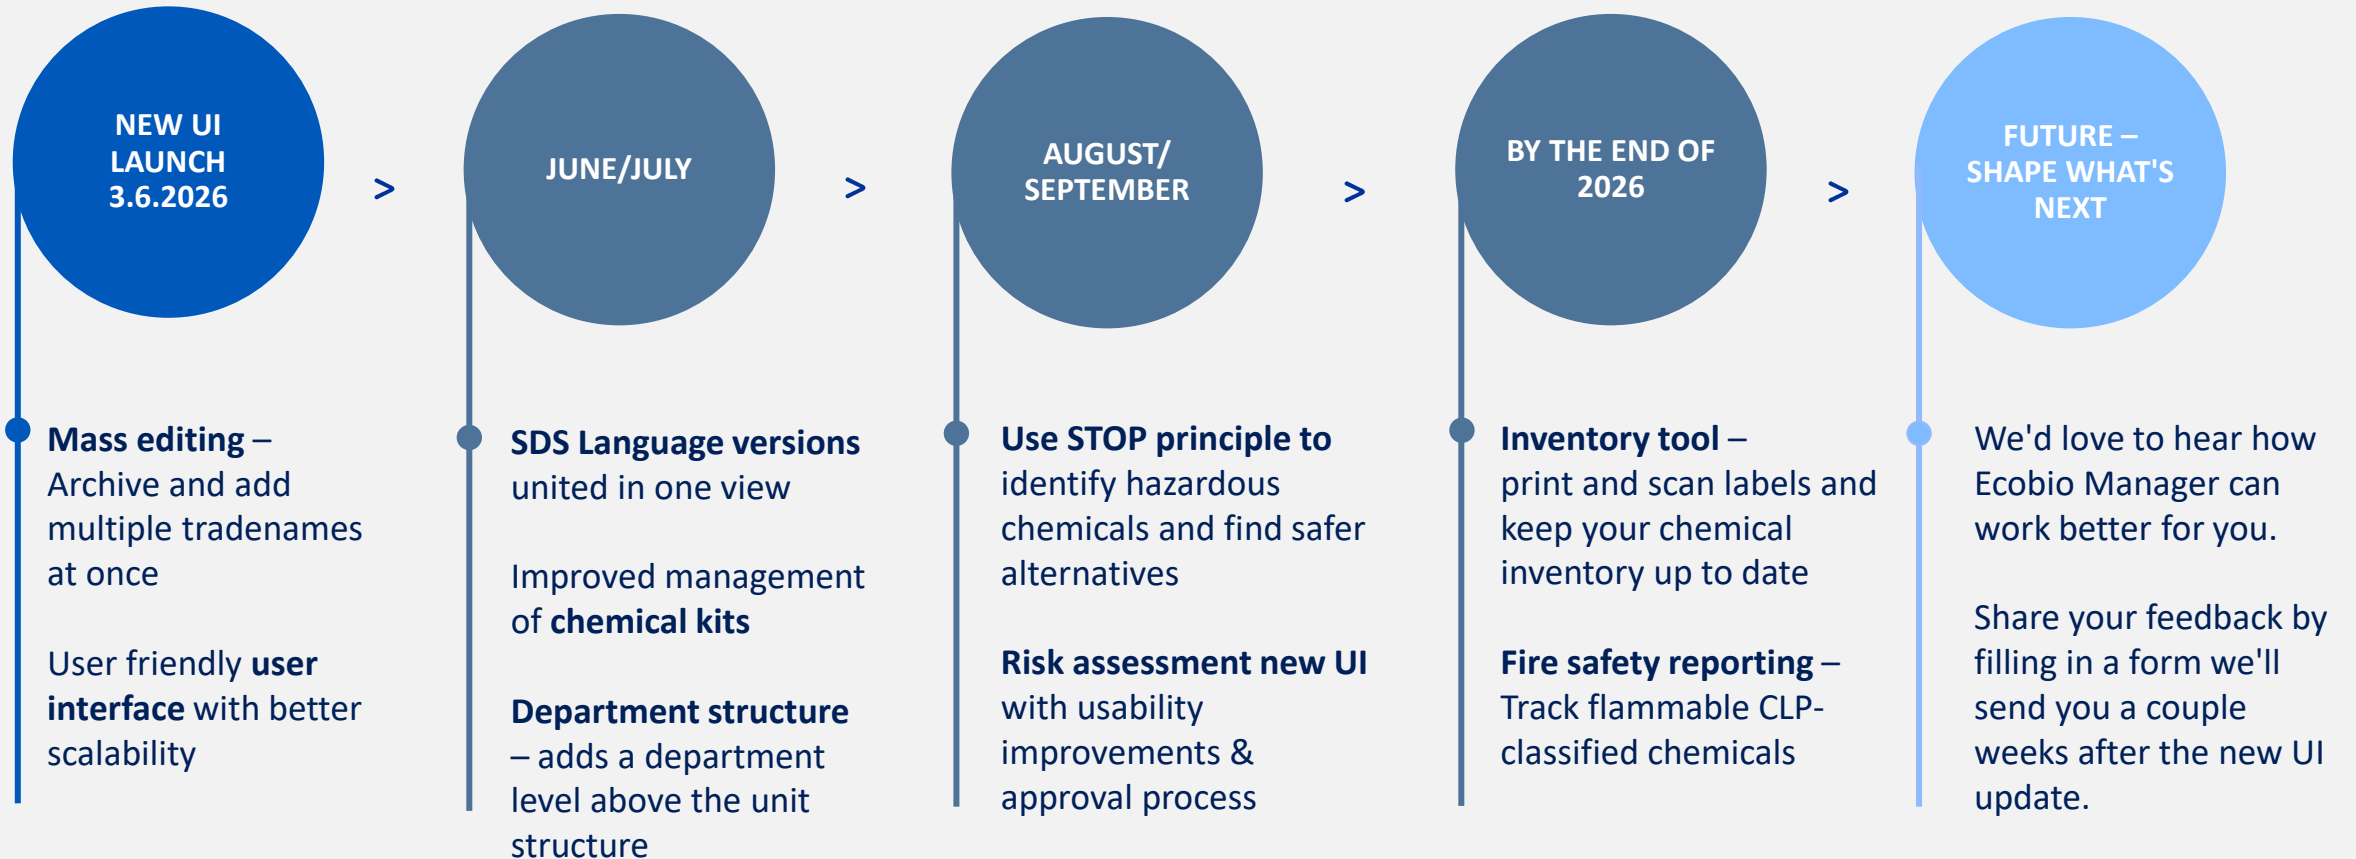 NEW UI
LAUNCH
3.6.2026
>
JUNE/JULY
>
AUGUST/
SEPTEMBER
>
BY THE END OF
2026
>
FUTURE –
SHAPE WHAT'S
NEXT
Mass editing –
Archive and add
multiple tradenames
at once
User friendly user
interface with better
scalability
SDS Language versions
united in one view
Improved management
of chemical kits
Department structure
– adds a department
level above the unit
structure
Use STOP principle to
identify hazardous
chemicals and find safer
alternatives
Risk assessment new UI
with usability
improvements &
approval process
Inventory tool –
print and scan labels and
keep your chemical
inventory up to date
Fire safety reporting –
Track flammable CLP-
classified chemicals
We'd love to hear how
Ecobio Manager can
work better for you.
Share your feedback by
filling in a form we'll
send you a couple
weeks after the new UI
update.